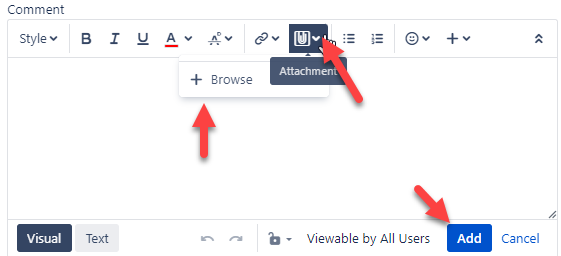 Comment
Style B I U A
Browse
Attachment
Visual Text Viewable by All Users Add Cancel